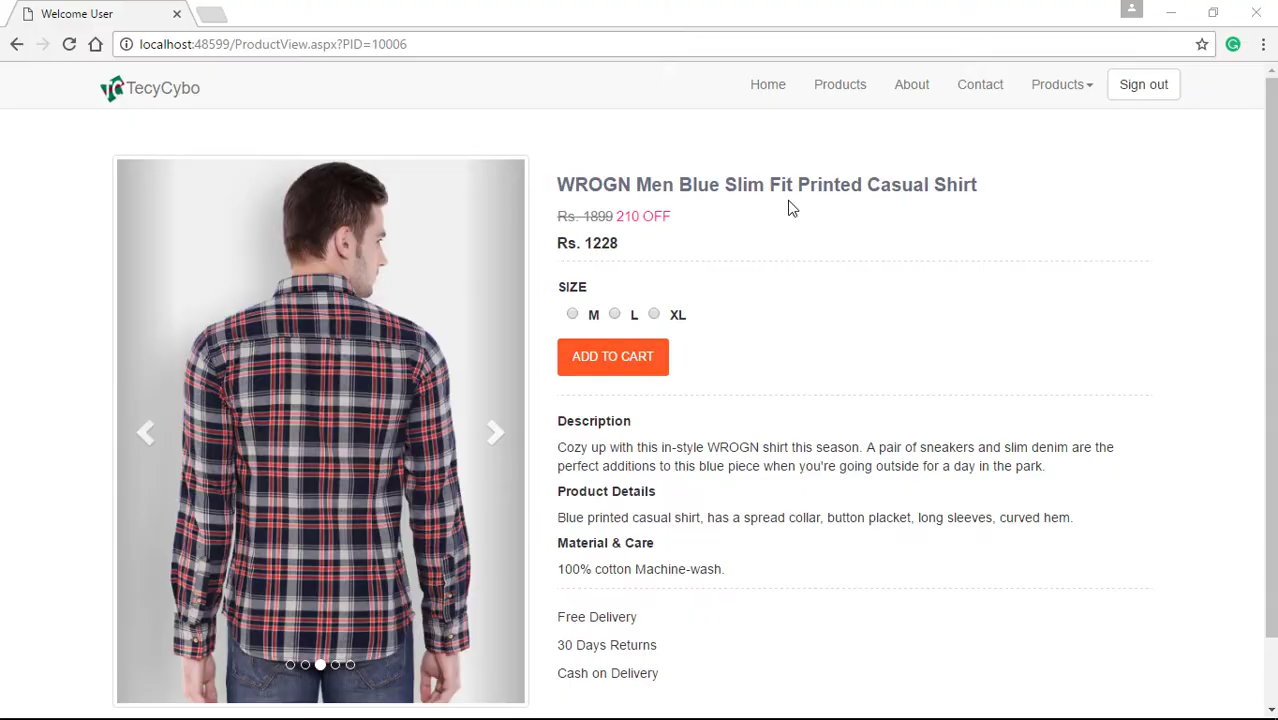 Welcome User
localhost:48599/ProductView.aspx?PID=10006
TecyCybo
Home Products About Contact Products Sign out
WROGN Men Blue Slim Fit Printed Casual Shirt
Rs. 1899 210 OFF
Rs. 1228
SIZE
M L XL
ADD TO CART
Description
Cozy up with this in-style WROGN shirt this season. A pair of sneakers and slim denim are the
perfect additions to this blue piece when you're going outside for a day in the park.
Product Details
Blue printed casual shirt, has a spread collar, button placket, long sleeves, curved hem.
Material & Care
100% cotton Machine-wash.
Free Delivery
30 Days Returns
Cash on Delivery